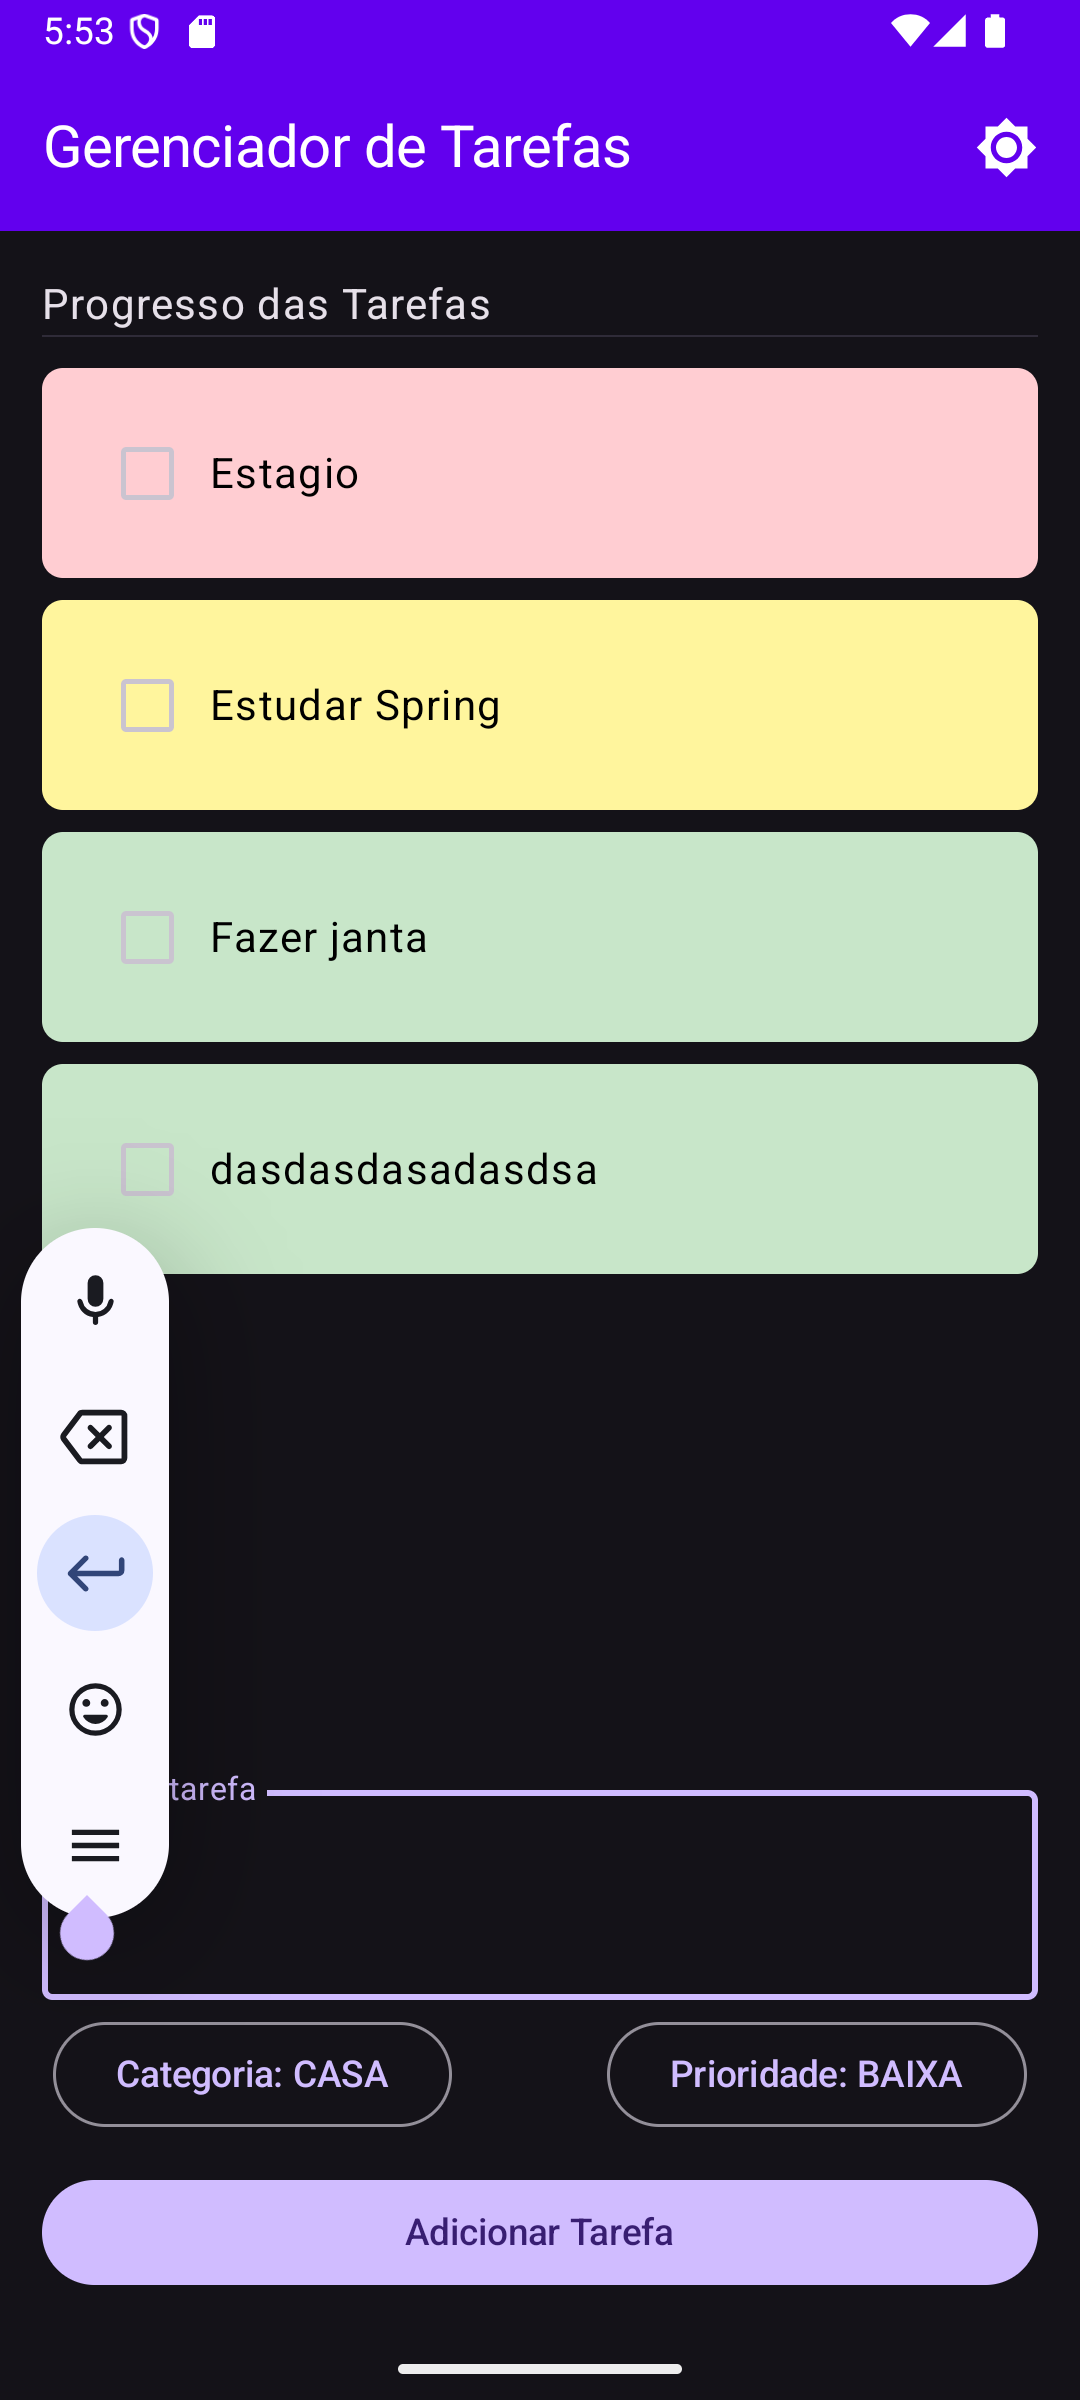 5:53
Gerenciador de Tarefas
Progresso das Tarefas
Estagio
Estudar Spring
Fazer janta
dasdasdasadasdsa
tarefa
Categoria: CASA
Prioridade: BAIXA
Adicionar Tarefa